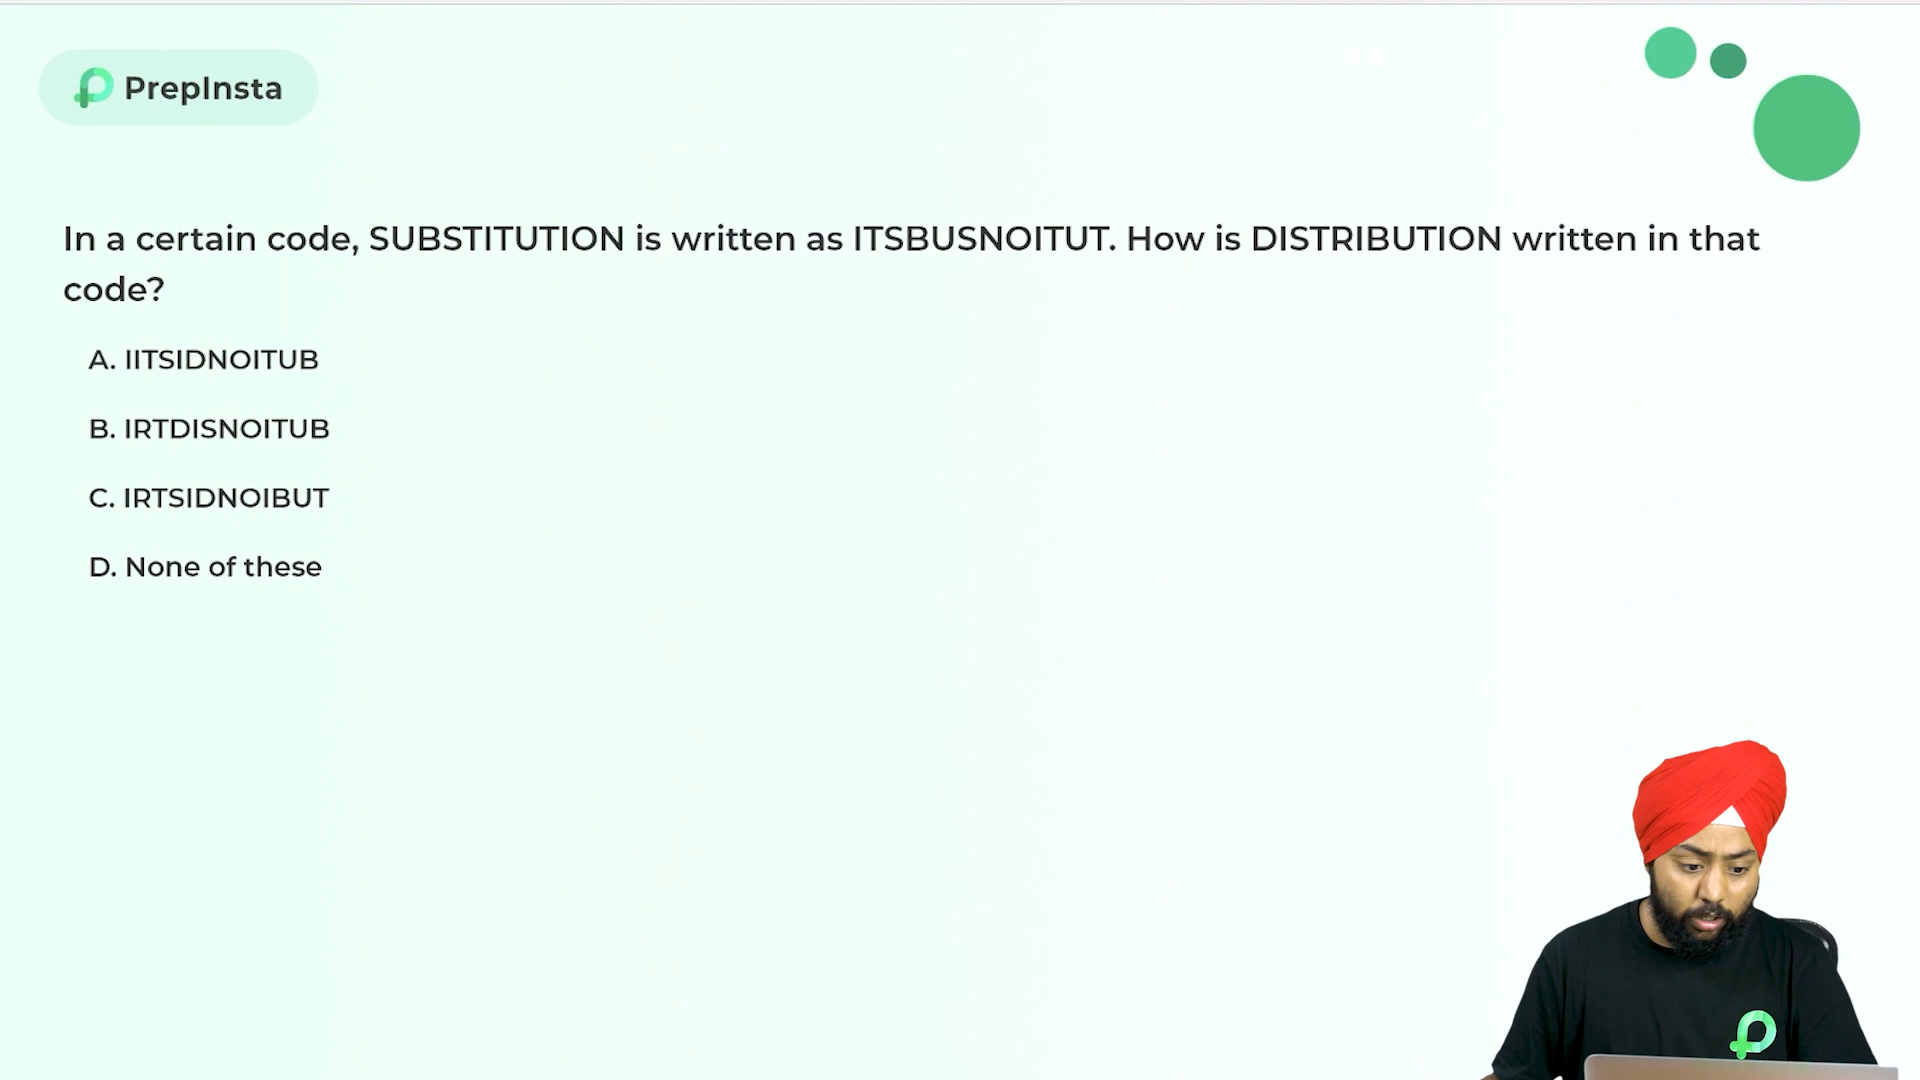 PrepInsta
In a certain code, SUBSTITUTION is written as ITSBUSNOITUT. How is DISTRIBUTION written in that
code?
A. IITSIDNOITUB
B. IRTDISNOITUB
C. IRTSIDNOIBUT
D. None of these